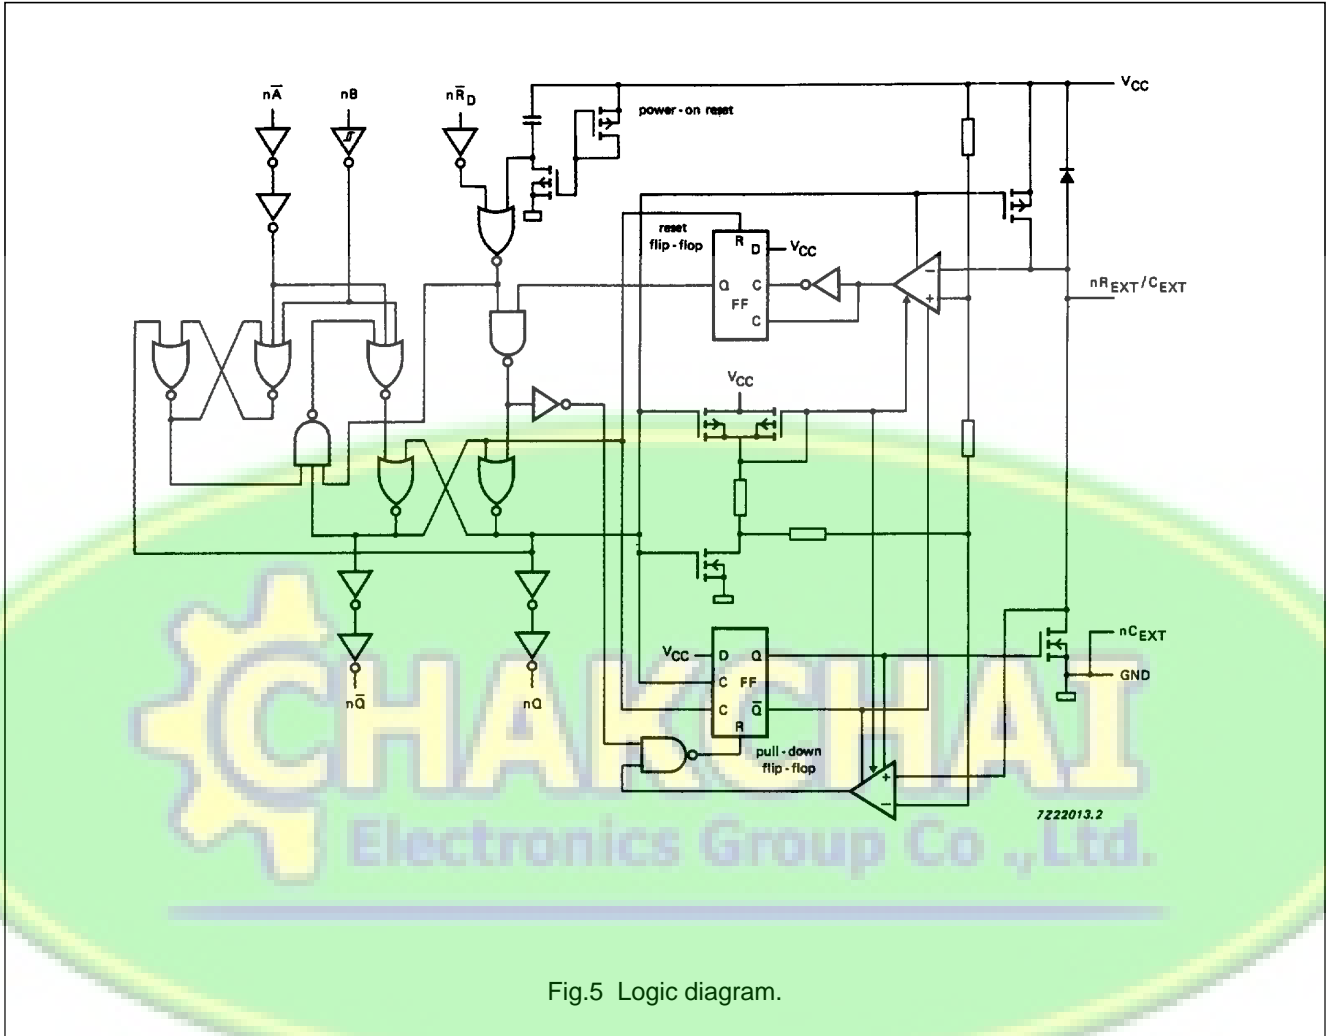 nA̅
nB
nR̅D
power-on reset
VCC
reset
flip-flop
R
D
VCC
Q
C
FF
C
−
+
nREXT/CEXT
VCC
VCC
D
Q
C
FF
C
Q̅
R
pull-down
flip-flop
nCEXT
GND
nQ̅
nQ
+
−
7Z22013.2
CHAKCHAI
Electronics Group Co .,Ltd.
Fig.5 Logic diagram.